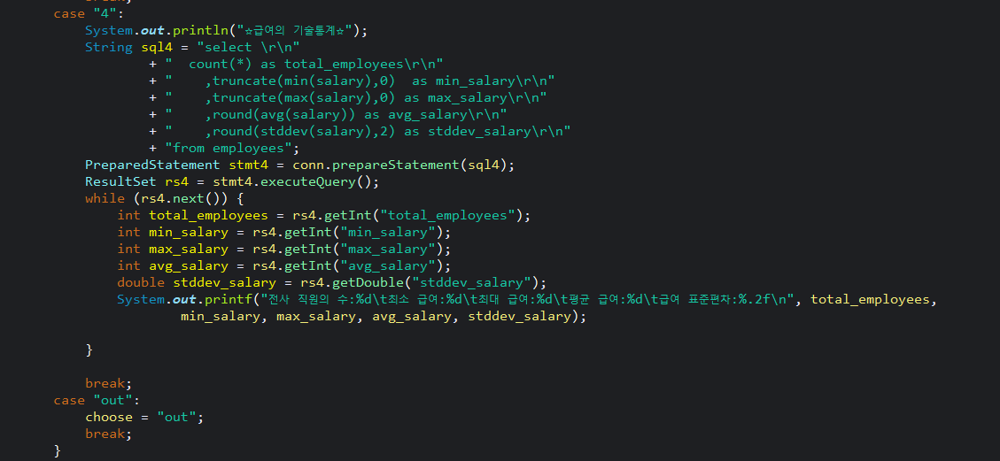 break;
case "4":
System.out.println("☆급여의 기술통계☆");
String sql4 = "select \r\n"
+ "  count(*) as total_employees\r\n"
+ "    ,truncate(min(salary),0)  as min_salary\r\n"
+ "    ,truncate(max(salary),0) as max_salary\r\n"
+ "    ,round(avg(salary)) as avg_salary\r\n"
+ "    ,round(stddev(salary),2) as stddev_salary\r\n"
+ "from employees";
PreparedStatement stmt4 = conn.prepareStatement(sql4);
ResultSet rs4 = stmt4.executeQuery();
while (rs4.next()) {
int total_employees = rs4.getInt("total_employees");
int min_salary = rs4.getInt("min_salary");
int max_salary = rs4.getInt("max_salary");
int avg_salary = rs4.getInt("avg_salary");
double stddev_salary = rs4.getDouble("stddev_salary");
System.out.printf("전사 직원의 수:%d\t최소 급여:%d\t최대 급여:%d\t평균 급여:%d\t급여 표준편차:%.2f\n", total_employees,
min_salary, max_salary, avg_salary, stddev_salary);
}
break;
case "out":
choose = "out";
break;
}